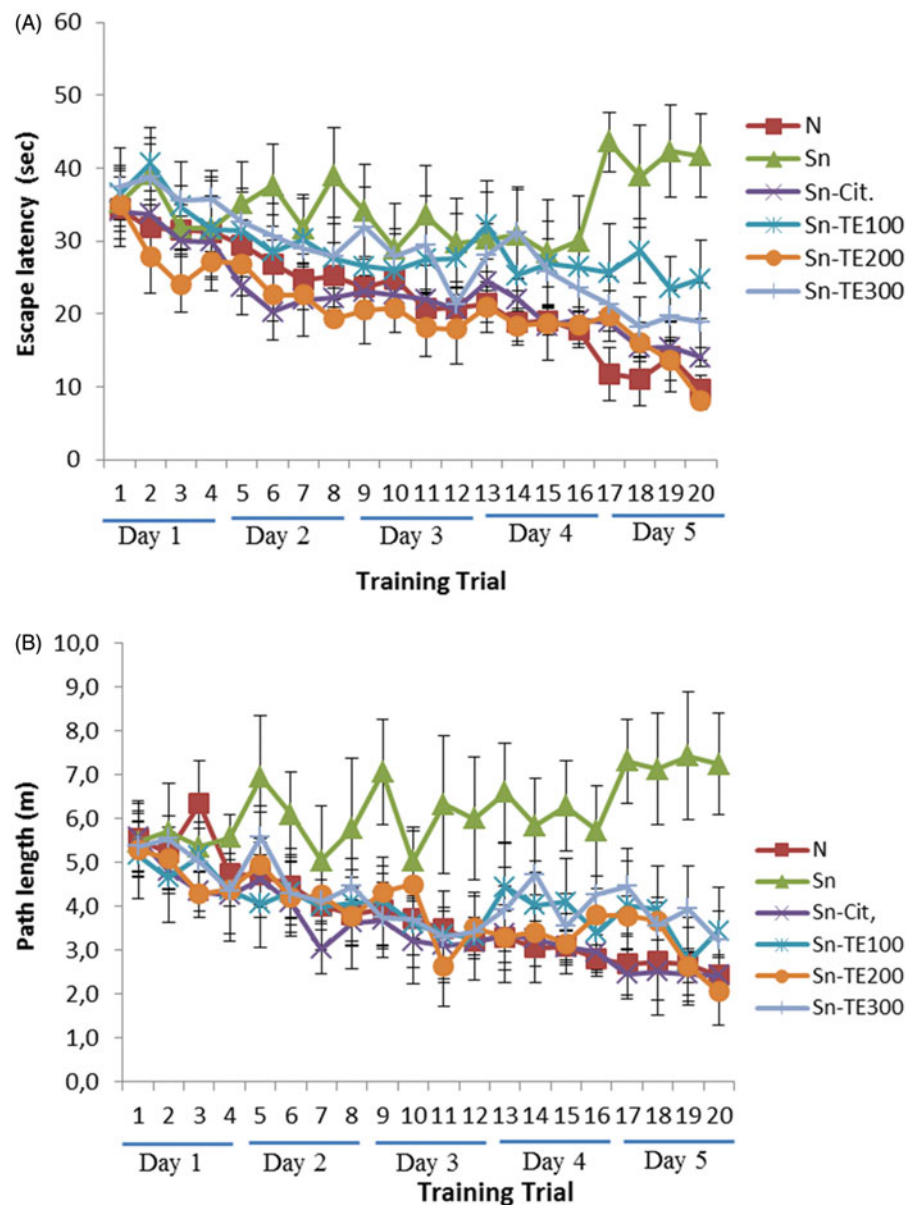 (A)
60
50
40
30
20
10
0
Escape latency (sec)
N
Sn
Sn-Cit.
Sn-TE100
Sn-TE200
Sn-TE300
1 2 3 4 5 6 7 8 9 10 11 12 13 14 15 16 17 18 19 20
Day 1 Day 2 Day 3 Day 4 Day 5
Training Trial
(B)
10,0
9,0
8,0
7,0
6,0
5,0
4,0
3,0
2,0
1,0
0,0
Path length (m)
N
Sn
Sn-Cit,
Sn-TE100
Sn-TE200
Sn-TE300
1 2 3 4 5 6 7 8 9 10 11 12 13 14 15 16 17 18 19 20
Day 1 Day 2 Day 3 Day 4 Day 5
Training Trial